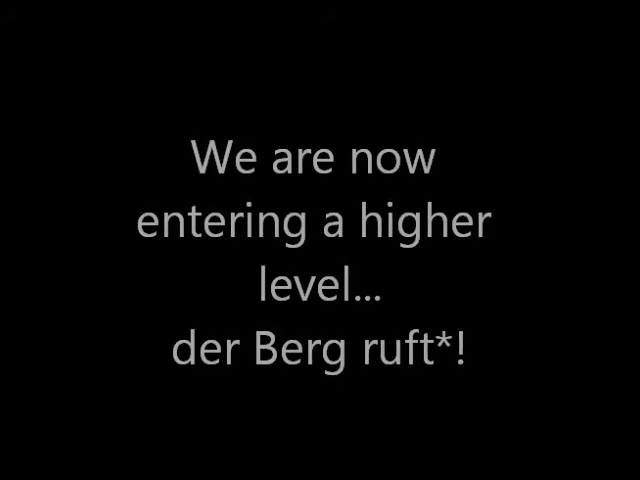 We are now
entering a higher
level...
der Berg ruft*!